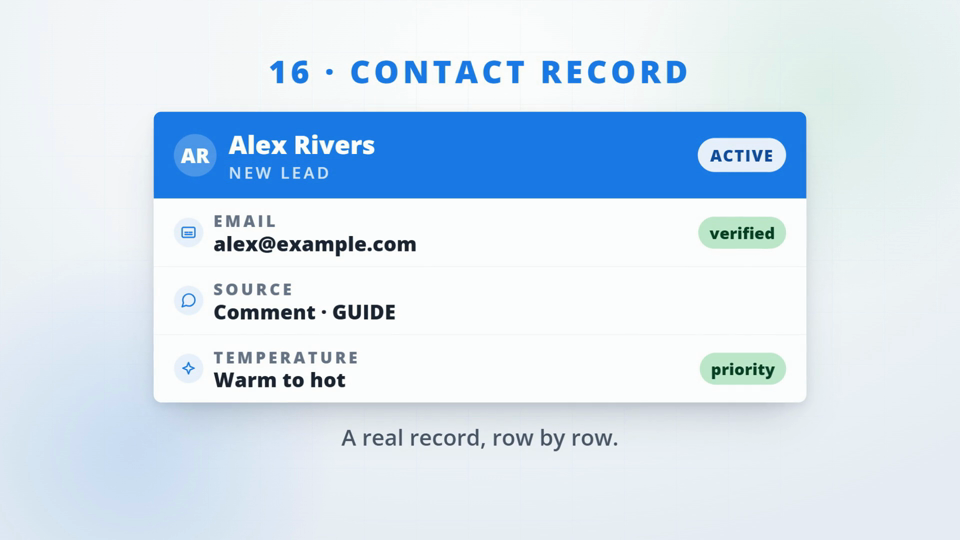 16 · CONTACT RECORD
AR
Alex Rivers
NEW LEAD
ACTIVE
EMAIL
alex@example.com
verified
SOURCE
Comment · GUIDE
TEMPERATURE
Warm to hot
priority
A real record, row by row.